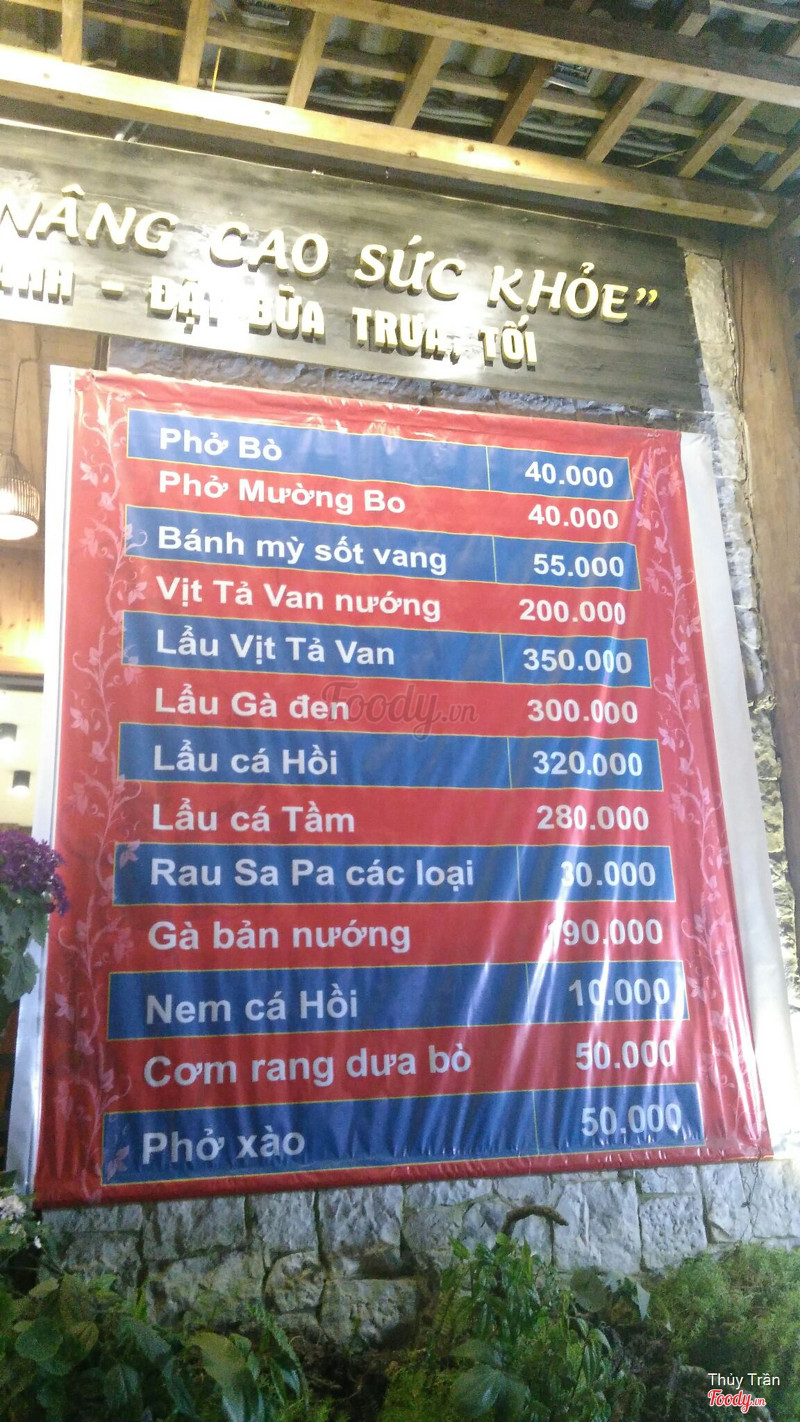 NÂNG CAO SỨC KHỎE”
ANH - ĐẶT BỮA TRƯA, TỐI
Phở Bò 40.000
Phở Mường Bo 40.000
Bánh mỳ sốt vang 55.000
Vịt Tả Van nướng 200.000
Lẩu Vịt Tả Van 350.000
Lẩu Gà đen 300.000
Foody.vn
Lẩu cá Hồi 320.000
Lẩu cá Tầm 280.000
Rau Sa Pa các loại 30.000
Gà bản nướng 190.000
Nem cá Hồi 10.000
Cơm rang dưa bò 50.000
Phở xào 50.000
Thủy Trần
Foody.vn